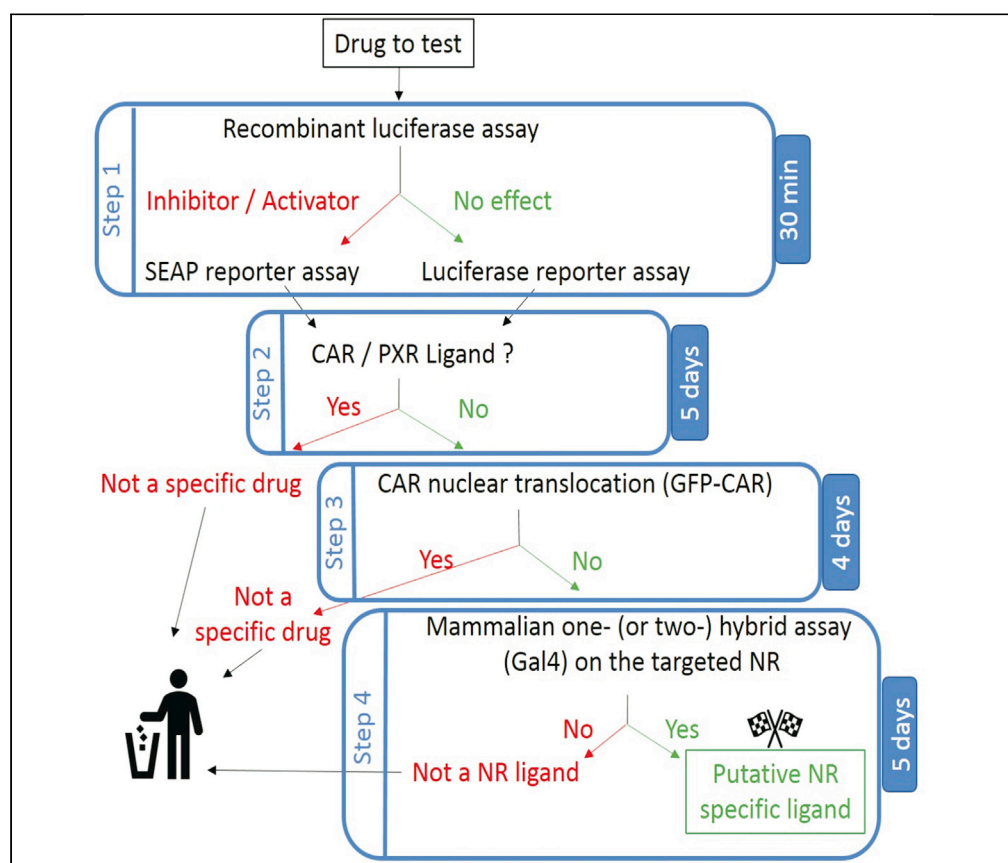 Drug to test
Step 1
Recombinant luciferase assay
30 min
Inhibitor / Activator
No effect
SEAP reporter assay
Luciferase reporter assay
Step 2
CAR / PXR Ligand ?
5 days
Yes
No
Not a specific drug
Step 3
CAR nuclear translocation (GFP-CAR)
4 days
Yes
No
Not a
specific drug
Step 4
Mammalian one- (or two-) hybrid assay
(Gal4) on the targeted NR
5 days
No
Yes
Not a NR ligand
Putative NR
specific ligand